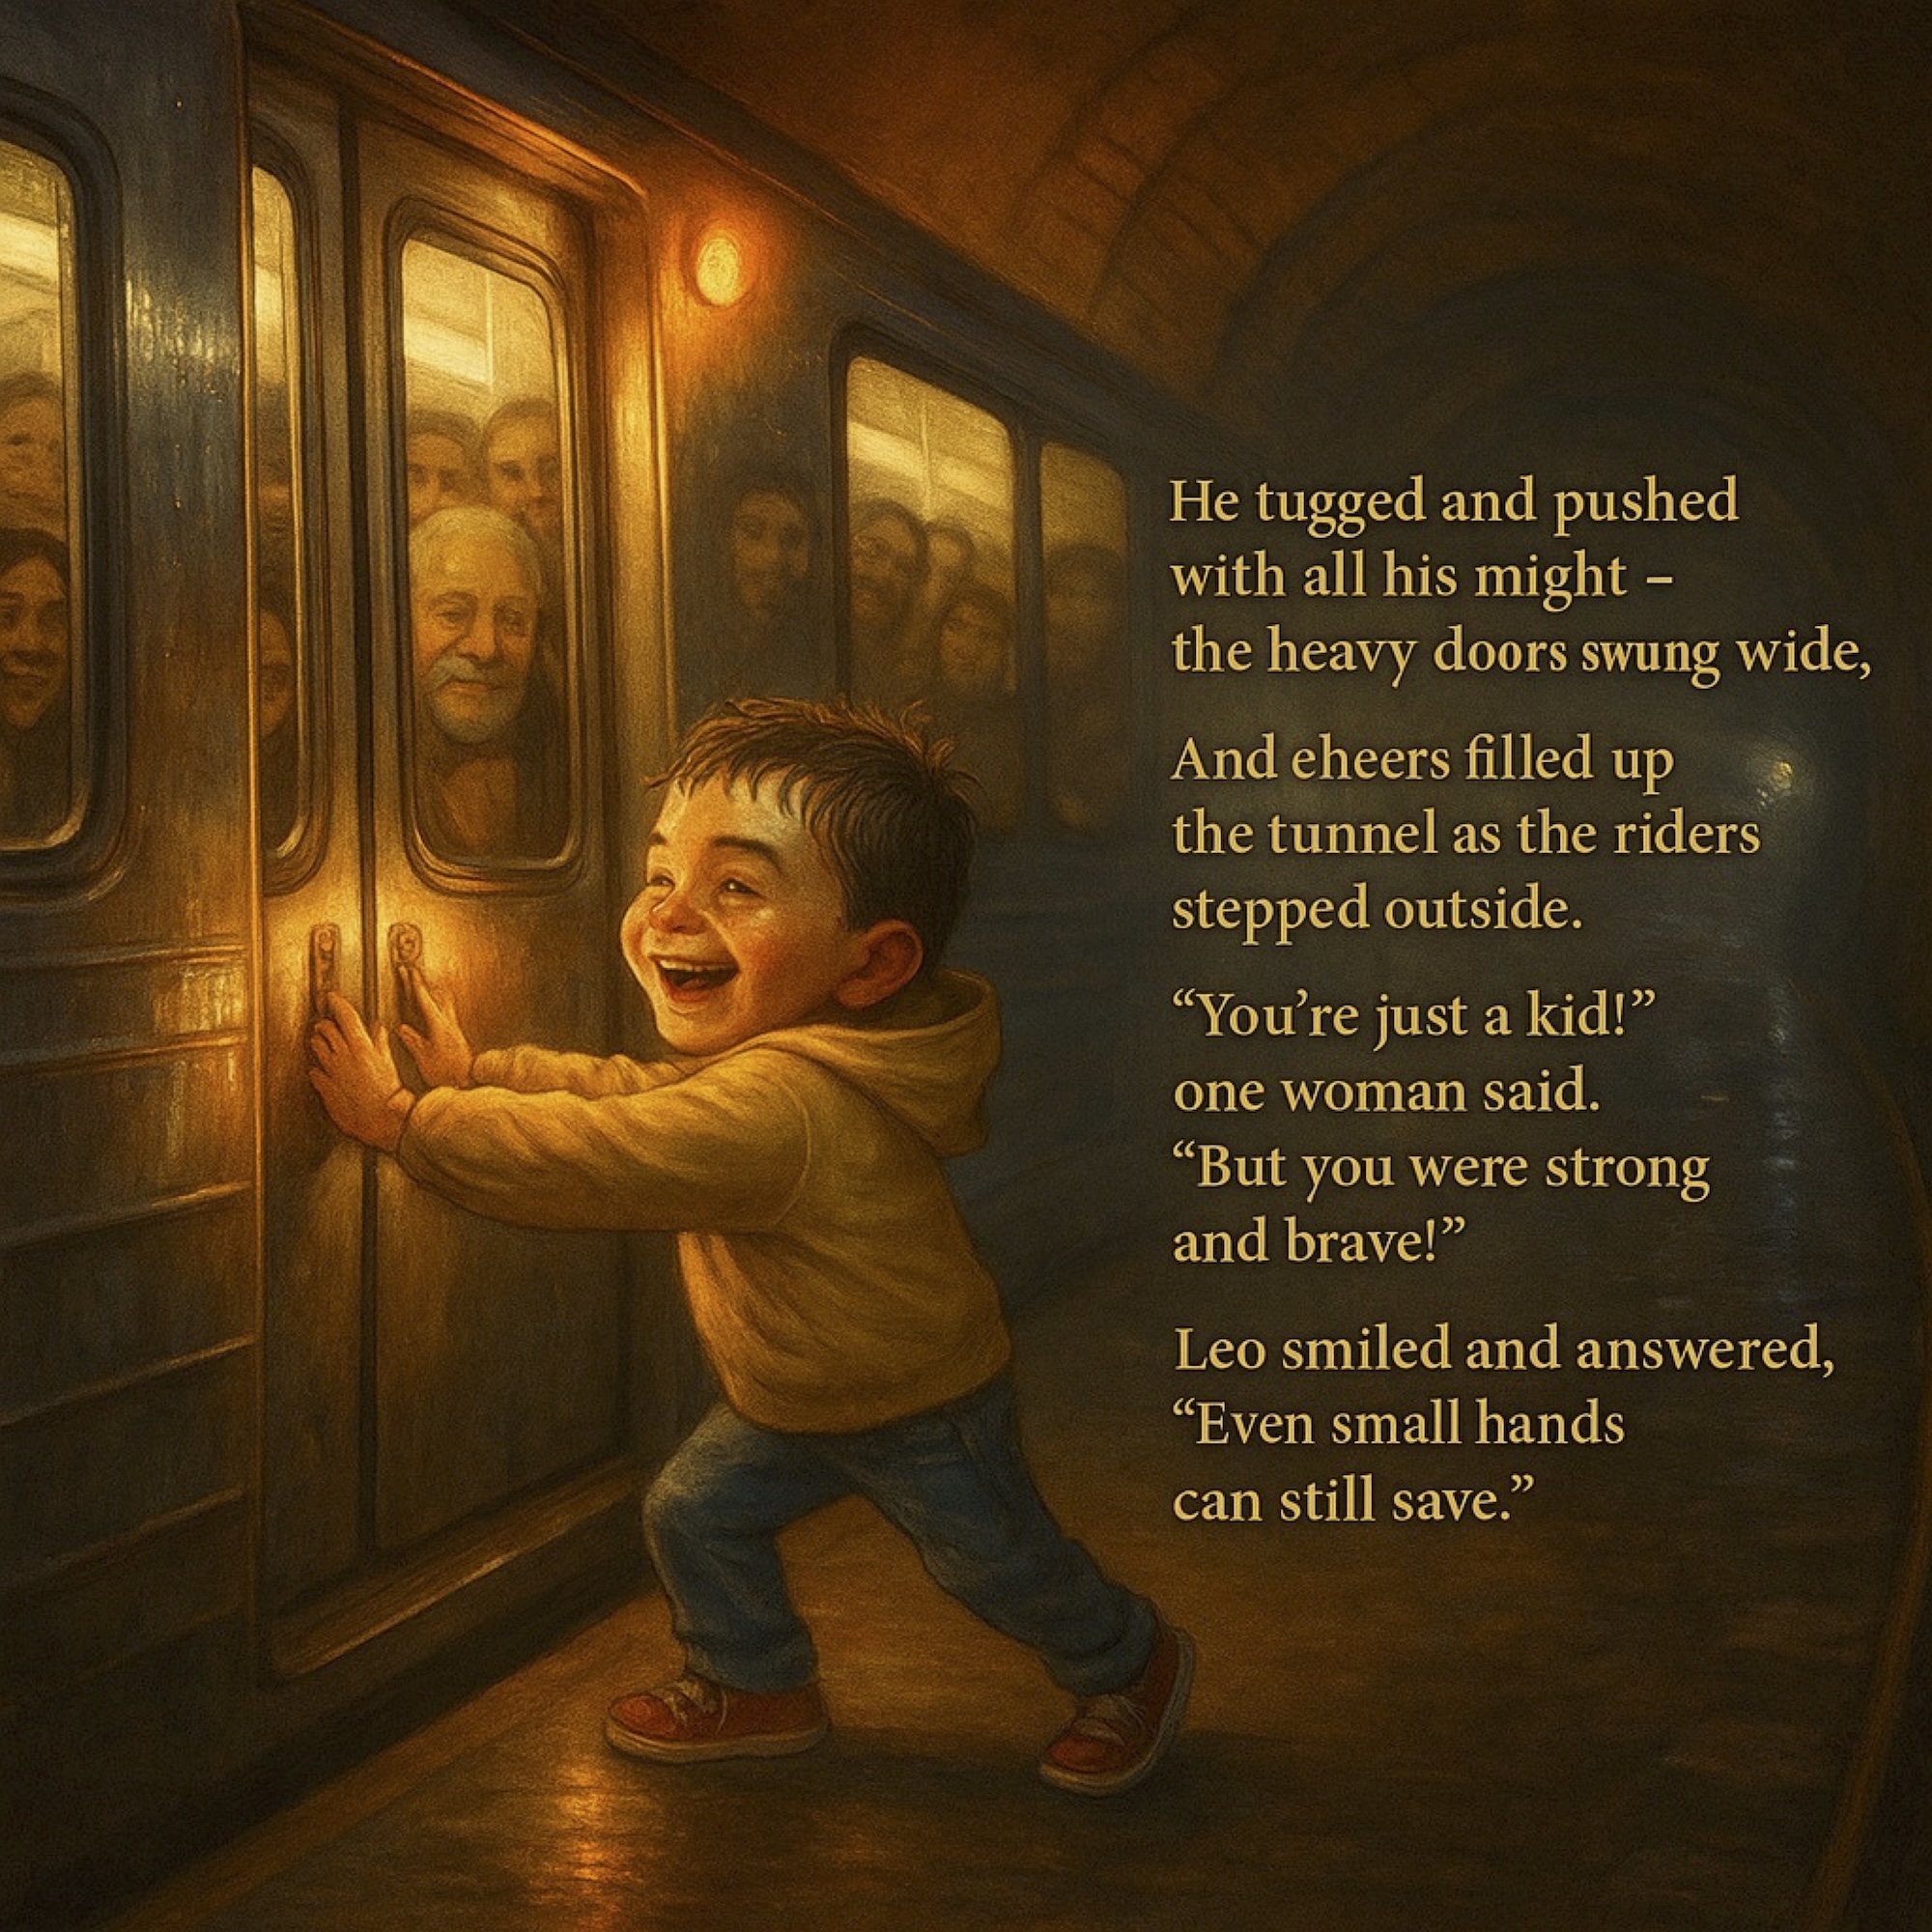 He tugged and pushed
with all his might –
the heavy doors swung wide,
And eheers filled up
the tunnel as the riders
stepped outside.
“You’re just a kid!”
one woman said.
“But you were strong
and brave!”
Leo smiled and answered,
“Even small hands
can still save.”